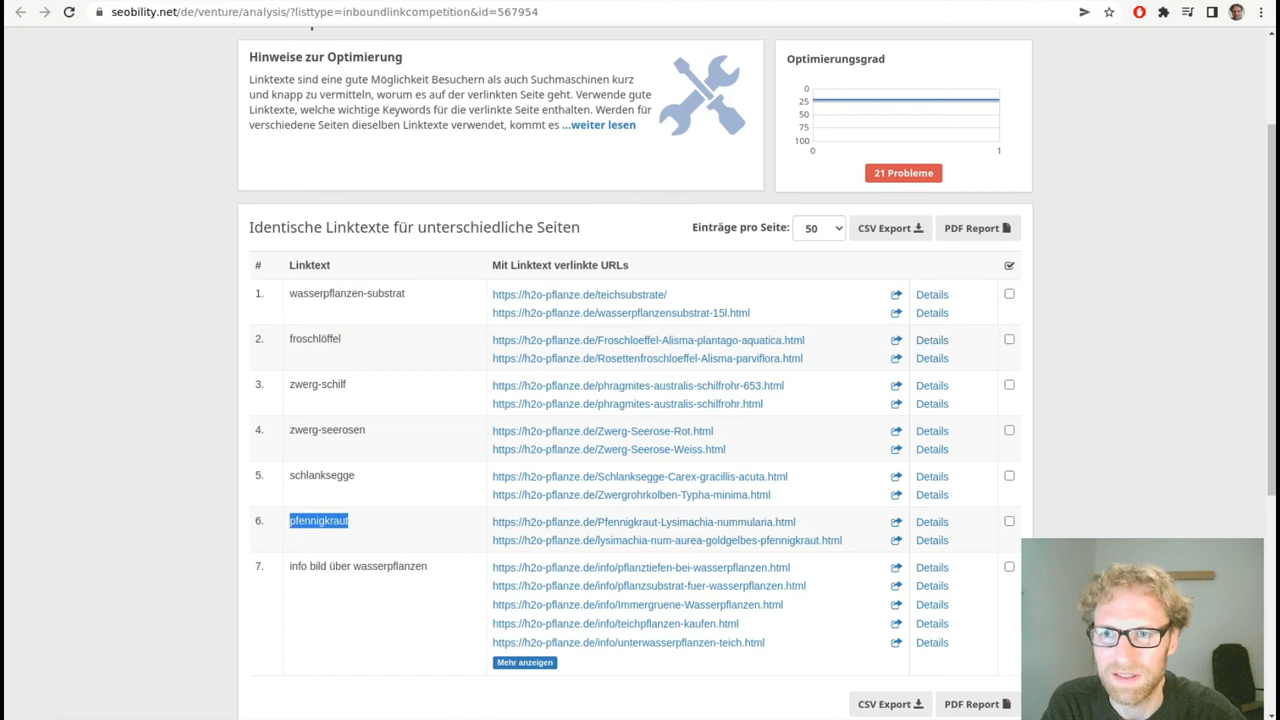 seobility.net/de/venture/analysis/?listtype=inboundlinkcompetition&id=567954
Hinweise zur Optimierung
Linktexte sind eine gute Möglichkeit Besuchern als auch Suchmaschinen kurz
und knapp zu vermitteln, worum es auf der verlinkten Seite geht. Verwende gute
Linktexte, welche wichtige Keywords für die verlinkte Seite enthalten. Werden für
verschiedene Seiten dieselben Linktexte verwendet, kommt es ...weiter lesen
Optimierungsgrad
0
25
50
75
100
0 1
21 Probleme
Identische Linktexte für unterschiedliche Seiten
Einträge pro Seite: 50 CSV Export PDF Report
# Linktext Mit Linktext verlinkte URLs
1. wasserpflanzen-substrat https://h2o-pflanze.de/teichsubstrate/ Details
https://h2o-pflanze.de/wasserpflanzensubstrat-15l.html Details
2. froschlöffel https://h2o-pflanze.de/Froschloeffel-Alisma-plantago-aquatica.html Details
https://h2o-pflanze.de/Rosettenfroschloeffel-Alisma-parviflora.html Details
3. zwerg-schilf https://h2o-pflanze.de/phragmites-australis-schilfrohr-653.html Details
https://h2o-pflanze.de/phragmites-australis-schilfrohr.html Details
4. zwerg-seerosen https://h2o-pflanze.de/Zwerg-Seerose-Rot.html Details
https://h2o-pflanze.de/Zwerg-Seerose-Weiss.html Details
5. schlanksegge https://h2o-pflanze.de/Schlanksegge-Carex-gracillis-acuta.html Details
https://h2o-pflanze.de/Zwergrohrkolben-Typha-minima.html Details
6. pfennigkraut https://h2o-pflanze.de/Pfennigkraut-Lysimachia-nummularia.html Details
https://h2o-pflanze.de/lysimachia-num-aurea-goldgelbes-pfennigkraut.html Details
7. info bild über wasserpflanzen https://h2o-pflanze.de/info/pflanztiefen-bei-wasserpflanzen.html Details
https://h2o-pflanze.de/info/pflanzsubstrat-fuer-wasserpflanzen.html Details
https://h2o-pflanze.de/info/Immergruene-Wasserpflanzen.html Details
https://h2o-pflanze.de/info/teichpflanzen-kaufen.html Details
https://h2o-pflanze.de/info/unterwasserpflanzen-teich.html Details
Mehr anzeigen
CSV Export PDF Report